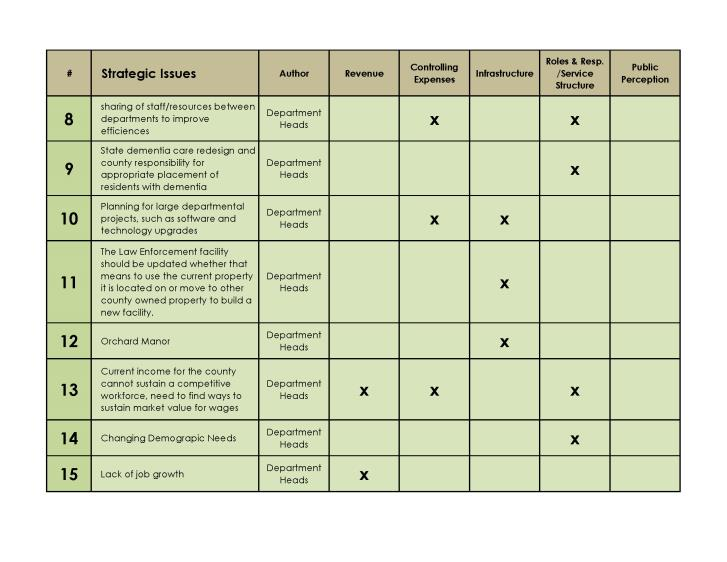 # Strategic Issues Author Revenue Controlling Expenses Infrastructure Roles & Resp. /Service Structure Public Perception
8
sharing of staff/resources between
departments to improve
efficiences
Department
Heads
x
x
9
State dementia care redesign and
county responsibility for
appropriate placement of
residents with dementia
Department
Heads
x
10
Planning for large departmental
projects, such as software and
technology upgrades
Department
Heads
x
x
11
The Law Enforcement facility
should be updated whether that
means to use the current property
it is located on or move to other
county owned property to build a
new facility.
Department
Heads
x
12
Orchard Manor
Department
Heads
x
13
Current income for the county
cannot sustain a competitive
workforce, need to find ways to
sustain market value for wages
Department
Heads
x
x
x
14
Changing Demograpic Needs
Department
Heads
x
15
Lack of job growth
Department
Heads
x